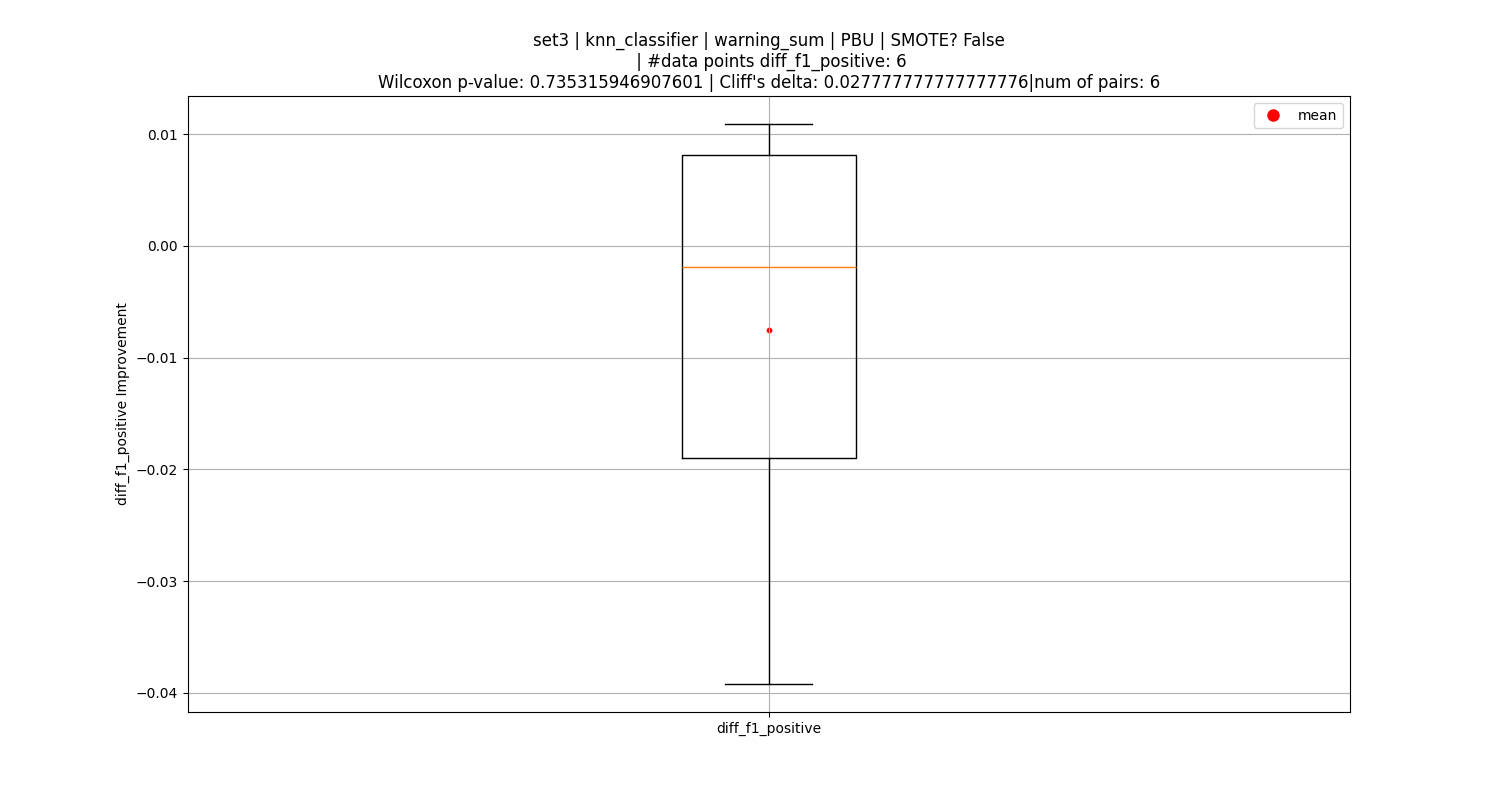 set3 | knn_classifier | warning_sum | PBU | SMOTE? False
| #data points diff_f1_positive: 6
Wilcoxon p-value: 0.735315946907601 | Cliff's delta: 0.027777777777777776|num of pairs: 6
mean
0.01
0.00
−0.01
−0.02
−0.03
−0.04
diff_f1_positive Improvement
diff_f1_positive